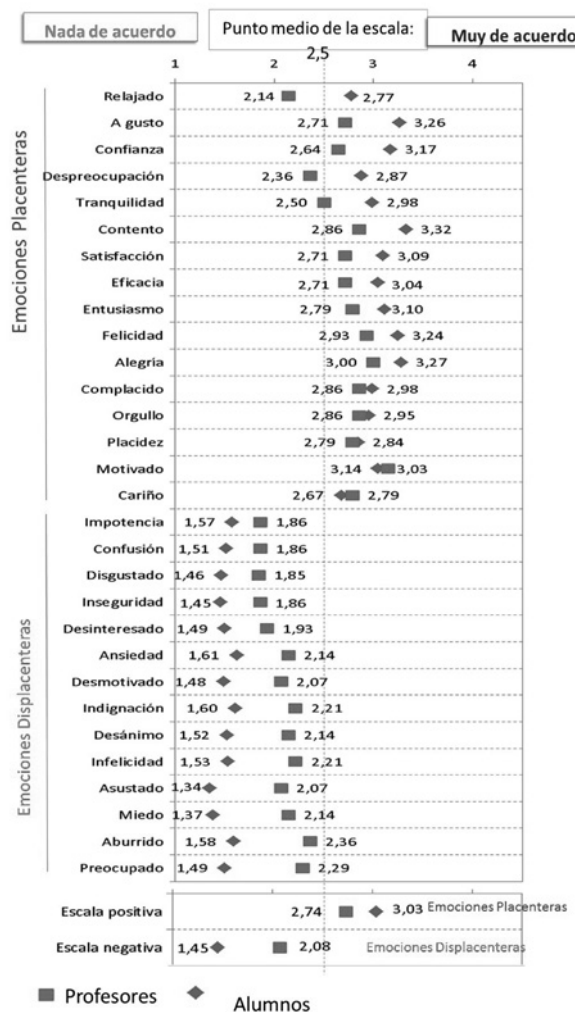 Nada de acuerdo Punto medio de la escala: Muy de acuerdo
2,5
1 2 3 4
Emociones Placenteras
Relajado 2,14 2,77
A gusto 2,71 3,26
Confianza 2,64 3,17
Despreocupación 2,36 2,87
Tranquilidad 2,50 2,98
Contento 2,86 3,32
Satisfacción 2,71 3,09
Eficacia 2,71 3,04
Entusiasmo 2,79 3,10
Felicidad 2,93 3,24
Alegría 3,00 3,27
Complacido 2,86 2,98
Orgullo 2,86 2,95
Placidez 2,79 2,84
Motivado 3,14 3,03
Cariño 2,67 2,79
Emociones Displacenteras
Impotencia 1,57 1,86
Confusión 1,51 1,86
Disgustado 1,46 1,85
Inseguridad 1,45 1,86
Desinteresado 1,49 1,93
Ansiedad 1,61 2,14
Desmotivado 1,48 2,07
Indignación 1,60 2,21
Desánimo 1,52 2,14
Infelicidad 1,53 2,21
Asustado 1,34 2,07
Miedo 1,37 2,14
Aburrido 1,58 2,36
Preocupado 1,49 2,29
Escala positiva 2,74 3,03 Emociones Placenteras
Escala negativa 1,45 2,08 Emociones Displacenteras
Profesores Alumnos